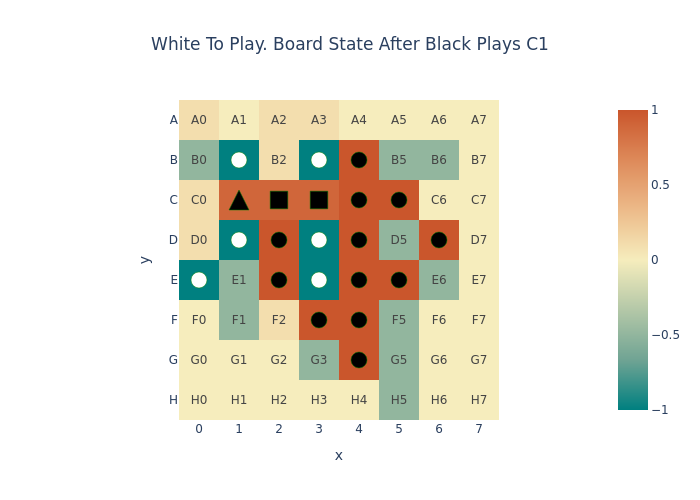 White To Play. Board State After Black Plays C1
A A0 A1 A2 A3 A4 A5 A6 A7
B B0 B2 B5 B6 B7
C C0 C6 C7
D D0 D5 D7
E E1 E6 E7
F F0 F1 F2 F5 F6 F7
G G0 G1 G2 G3 G5 G6 G7
H H0 H1 H2 H3 H4 H5 H6 H7
0 1 2 3 4 5 6 7
x
y
1
0.5
0
−0.5
−1